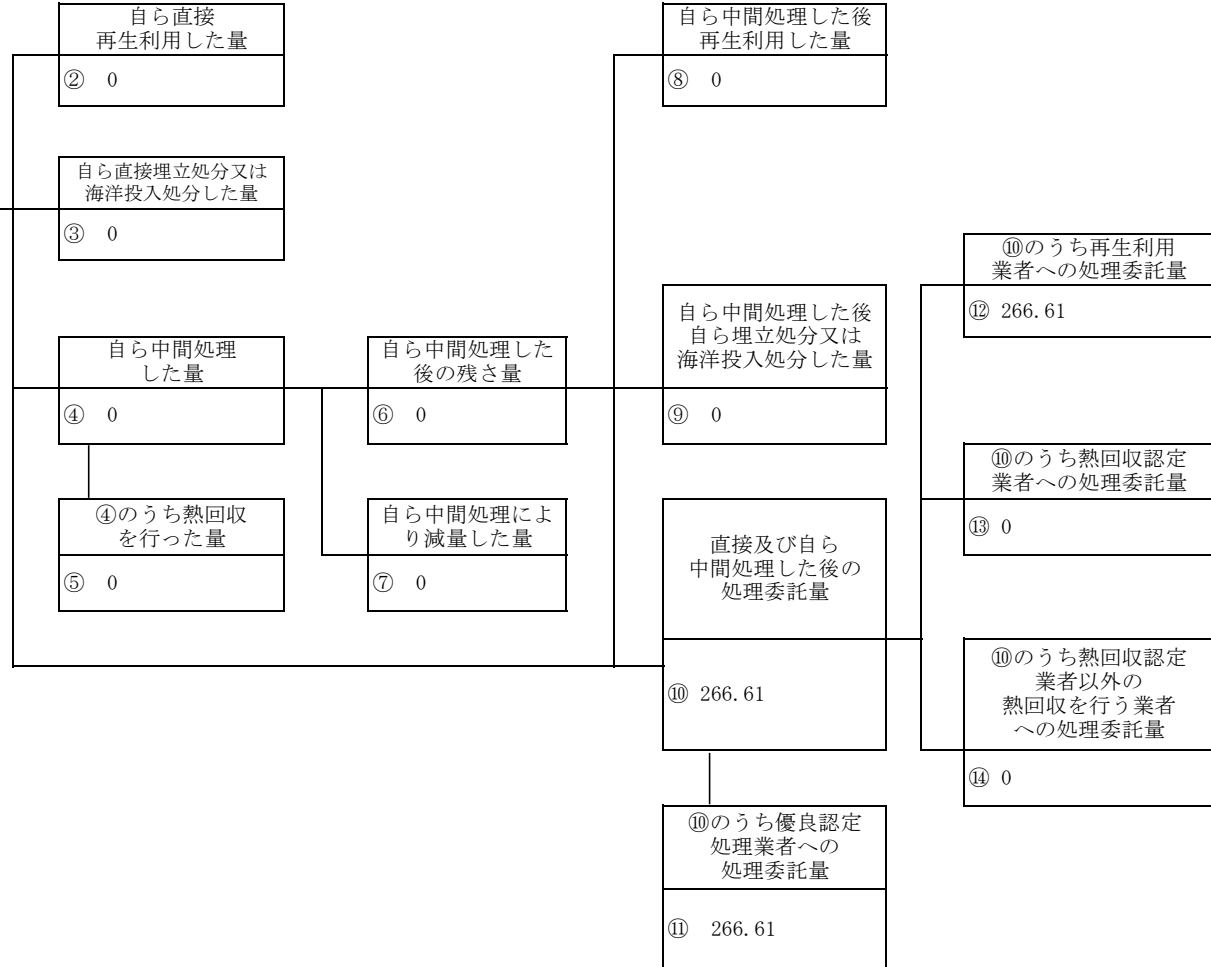 自ら直接
再生利用した量
② 0
自ら直接埋立処分又は
海洋投入処分した量
③ 0
自ら中間処理
した量
④ 0
④のうち熱回収
を行った量
⑤ 0
自ら中間処理した
後の残さ量
⑥ 0
自ら中間処理によ
り減量した量
⑦ 0
自ら中間処理した後
再生利用した量
⑧ 0
自ら中間処理した後
自ら埋立処分又は
海洋投入処分した量
⑨ 0
直接及び自ら
中間処理した後の
処理委託量
⑩ 266.61
⑩のうち優良認定
処理業者への
処理委託量
⑪ 266.61
⑩のうち再生利用
業者への処理委託量
⑫ 266.61
⑩のうち熱回収認定
業者への処理委託量
⑬ 0
⑩のうち熱回収認定
業者以外の
熱回収を行う業者
への処理委託量
⑭ 0